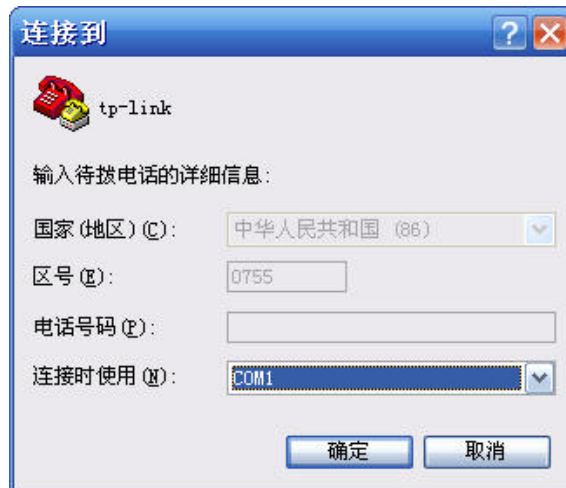 连接到
tp-link
输入待拨电话的详细信息:
国家(地区)(C): 中华人民共和国 (86)
区号(E): 0755
电话号码(P):
连接时使用(N): COM1
确定 取消